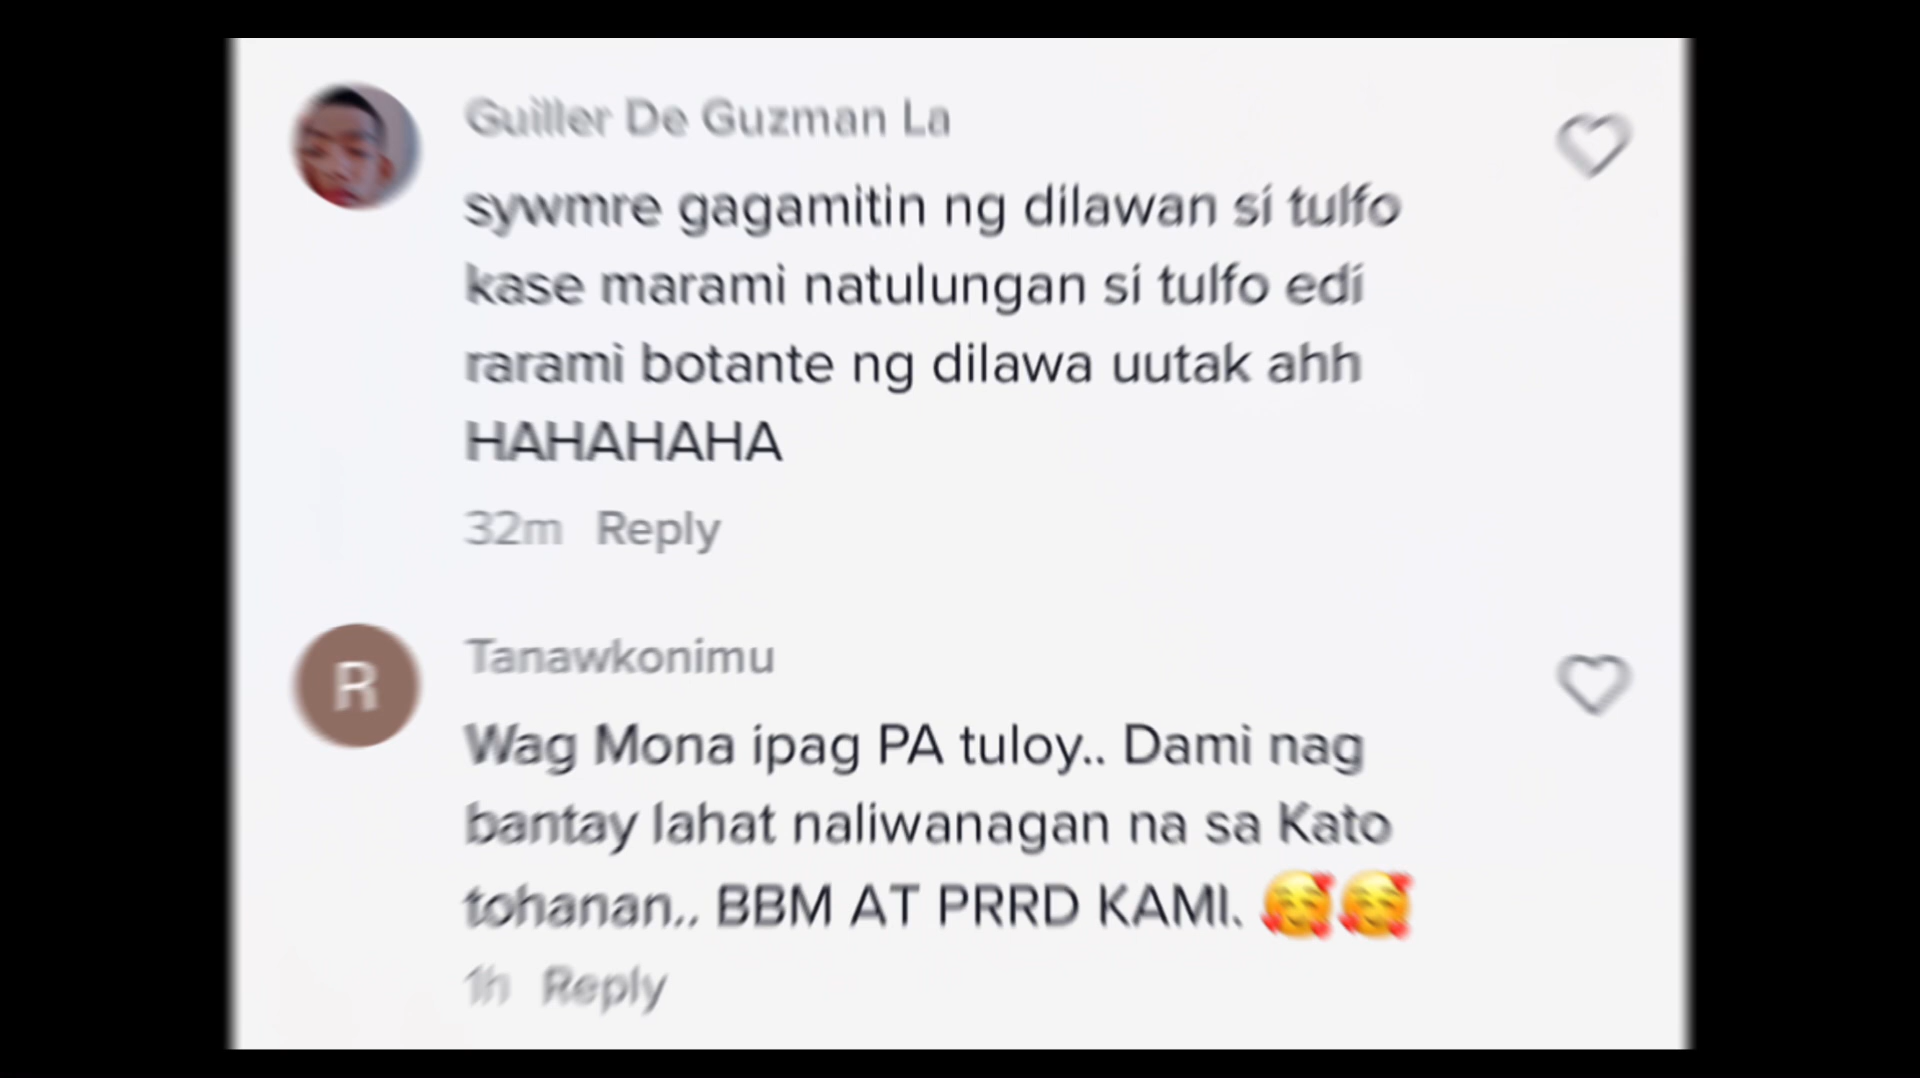 Guiller De Guzman La
sywmre gagamitin ng dilawan si tulfo
kase marami natulungan si tulfo edi
rarami botante ng dilawa uutak ahh
HAHAHAHA
32m Reply
R
Tanawkonimu
Wag Mona ipag PA tuloy.. Dami nag
bantay lahat naliwanagan na sa Kato
tohanan.. BBM AT PRRD KAMI. 🥰🥰
1h Reply